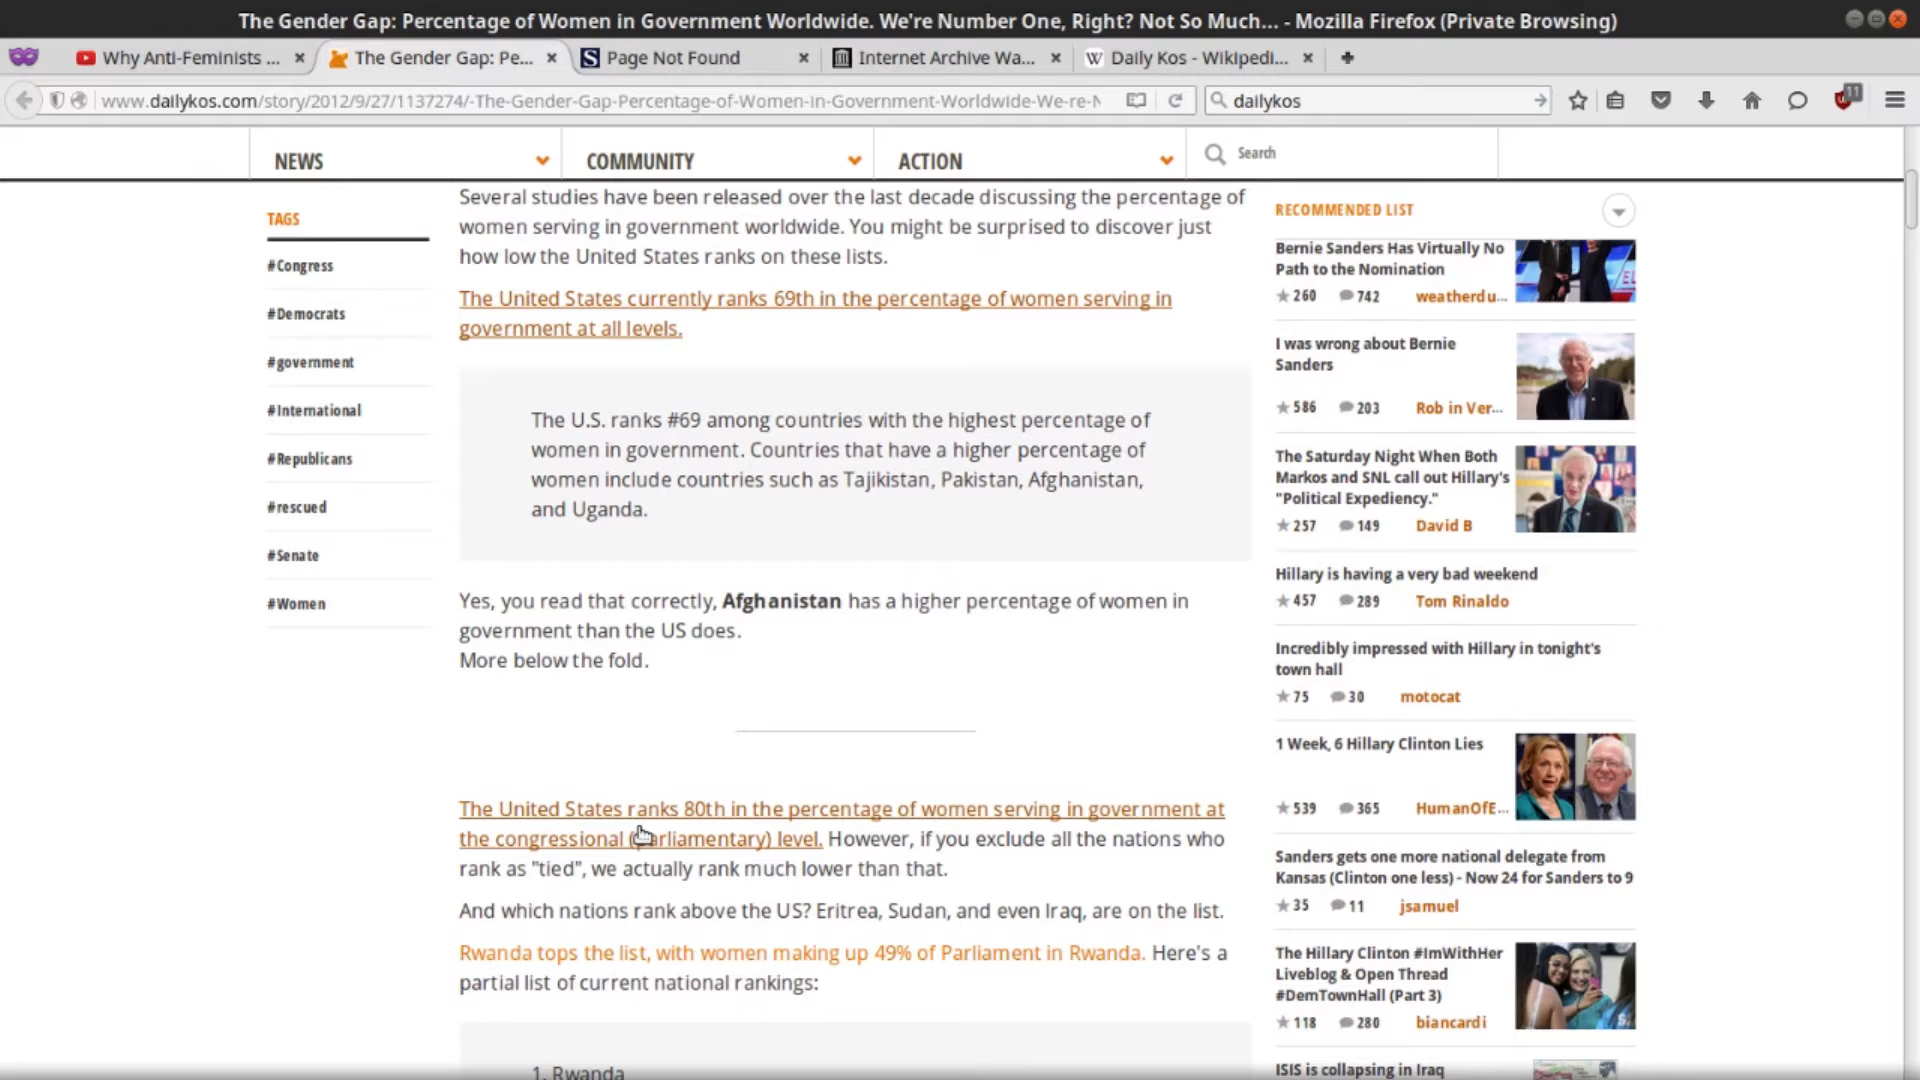 The Gender Gap: Percentage of Women in Government Worldwide. We're Number One, Right? Not So Much... - Mozilla Firefox (Private Browsing)
Why Anti-Feminists ...
The Gender Gap: Pe...
Page Not Found
Internet Archive Wa...
Daily Kos - Wikipedi...
www.dailykos.com/story/2012/9/27/1137274/-The-Gender-Gap-Percentage-of-Women-in-Government-Worldwide-We-re-N
dailykos
11
NEWS
COMMUNITY
ACTION
Search
TAGS
#Congress
#Democrats
#government
#International
#Republicans
#rescued
#Senate
#Women
Several studies have been released over the last decade discussing the percentage of
women serving in government worldwide. You might be surprised to discover just
how low the United States ranks on these lists.
The United States currently ranks 69th in the percentage of women serving in
government at all levels.
The U.S. ranks #69 among countries with the highest percentage of
women in government. Countries that have a higher percentage of
women include countries such as Tajikistan, Pakistan, Afghanistan,
and Uganda.
Yes, you read that correctly, Afghanistan has a higher percentage of women in
government than the US does.
More below the fold.
The United States ranks 80th in the percentage of women serving in government at
the congressional (parliamentary) level. However, if you exclude all the nations who
rank as "tied", we actually rank much lower than that.
And which nations rank above the US? Eritrea, Sudan, and even Iraq, are on the list.
Rwanda tops the list, with women making up 49% of Parliament in Rwanda. Here's a
partial list of current national rankings:
1. Rwanda
RECOMMENDED LIST
Bernie Sanders Has Virtually No
Path to the Nomination
260 742 weatherdu...
I was wrong about Bernie
Sanders
586 203 Rob in Ver...
The Saturday Night When Both
Markos and SNL call out Hillary's
"Political Expediency."
257 149 David B
Hillary is having a very bad weekend
457 289 Tom Rinaldo
Incredibly impressed with Hillary in tonight's
town hall
75 30 motocat
1 Week, 6 Hillary Clinton Lies
539 365 HumanOfE...
Sanders gets one more national delegate from
Kansas (Clinton one less) - Now 24 for Sanders to 9
35 11 jsamuel
The Hillary Clinton #ImWithHer
Liveblog & Open Thread
#DemTownHall (Part 3)
118 280 biancardi
ISIS is collapsing in Iraq